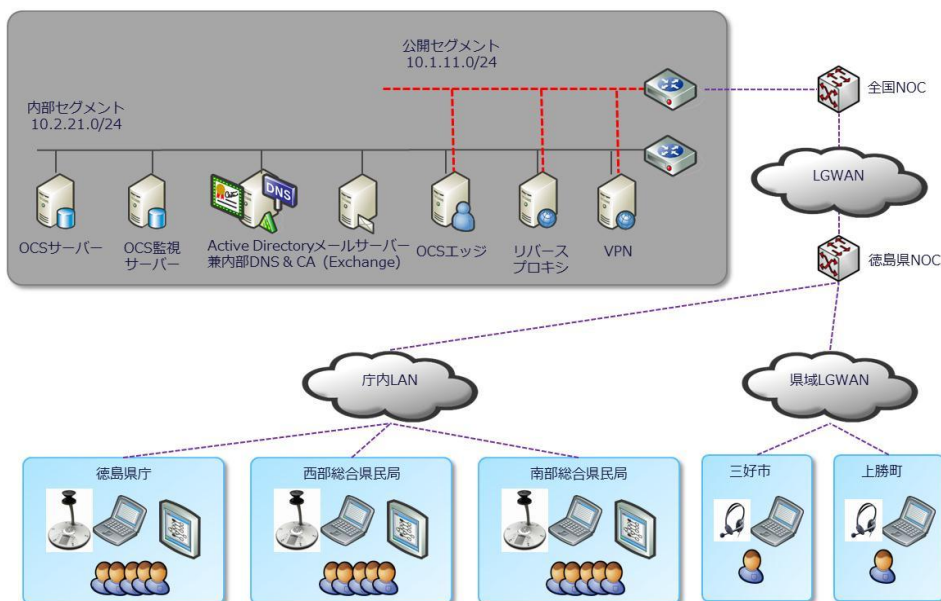 公開セグメント
10.1.11.0/24
内部セグメント
10.2.21.0/24
全国NOC
LGWAN
DNS
OCSサーバー
OCS監視
サーバー
Active Directory
兼内部DNS & CA
メールサーバー
（Exchange）
OCSエッジ
リバース
プロキシ
VPN
徳島県NOC
庁内LAN
県域LGWAN
徳島県庁
西部総合県民局
南部総合県民局
三好市
上勝町